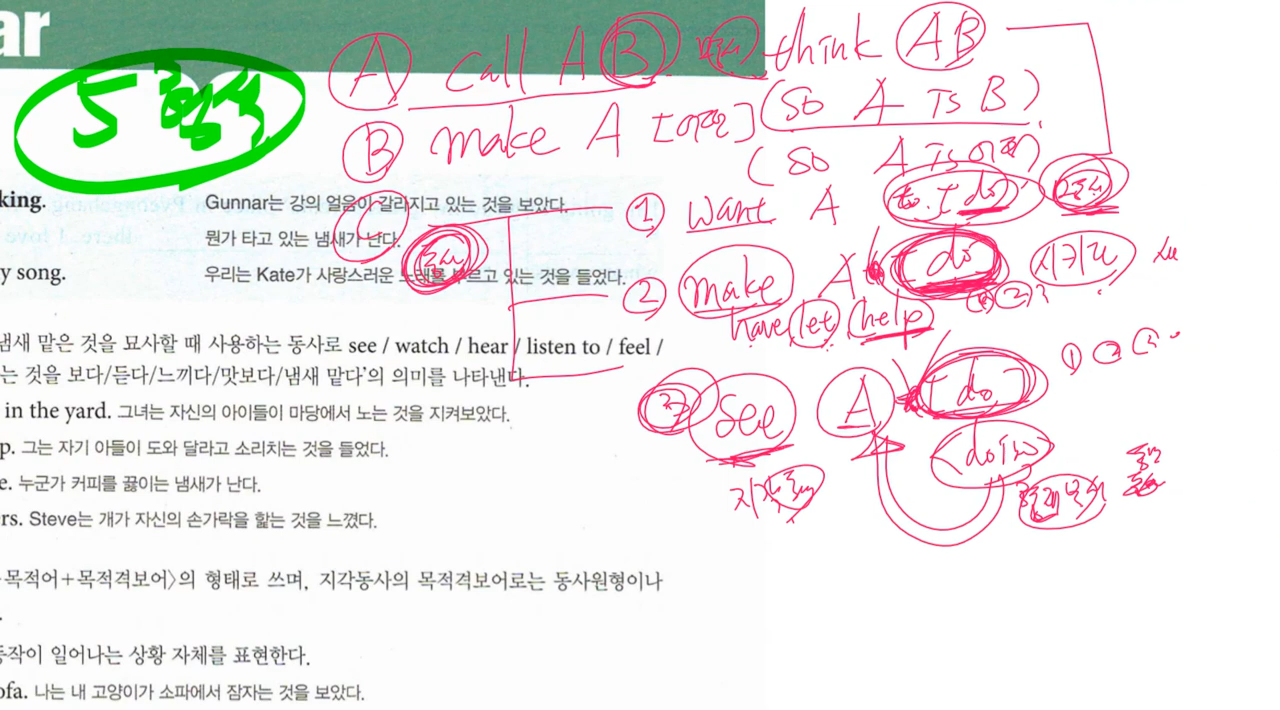 ar
5 형식
A call A B 명사 think A B
(so A is B)
B make A [어떤]
(so A is 어떤)
king. Gunnar는 강의 얼음이 갈라지고 있는 것을 보았다.
C ① want A to. [do]
뭔가 타고 있는 냄새가 난다.
동사
y song. 우리는 Kate가 사랑스러운 노래를 부르고 있는 것을 들었다.
② make A do 시키다
have let help
냄새 맡은 것을 묘사할 때 사용하는 동사로 see / watch / hear / listen to / feel /
는 것을 보다/듣다/느끼다/맛보다/냄새 맡다'의 의미를 나타낸다.
③ see A [do]
in the yard. 그녀는 자신의 아이들이 마당에서 노는 것을 지켜보았다.
p. 그는 자기 아들이 도와 달라고 소리치는 것을 들었다.
<doing>
e. 누군가 커피를 끓이는 냄새가 난다.
지각동사 현재분사
rs. Steve는 개가 자신의 손가락을 핥는 것을 느꼈다.
목적어+목적격보어〉의 형태로 쓰며, 지각동사의 목적격보어로는 동사원형이나
동작이 일어나는 상황 자체를 표현한다.
ofa. 나는 내 고양이가 소파에서 잠자는 것을 보았다.